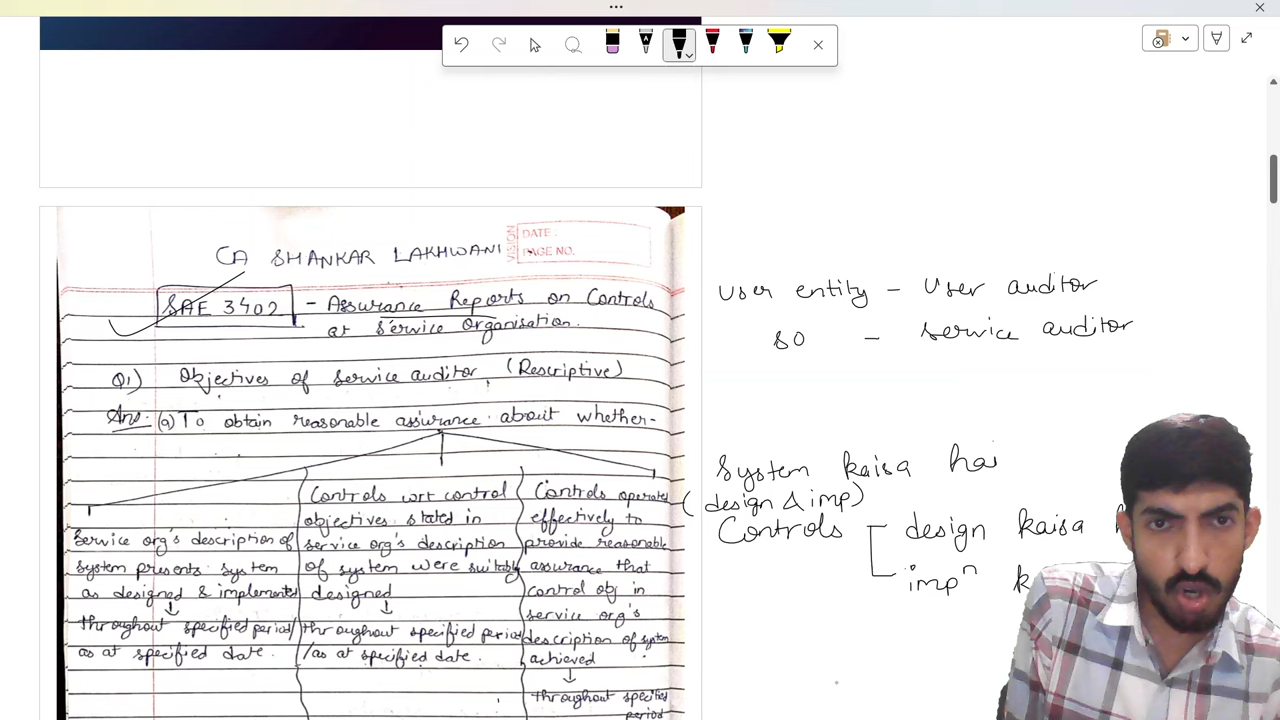 CA SHANKAR LAKHWANI
VISION
DATE :
PAGE NO.
SAE 3402 - Assurance Reports on Controls
at Service Organisation.
Q1) Objectives of Service auditor (Rescriptive)
Ans. (a) To obtain reasonable assurance about whether-
Service org's description of
system presents system
as designed & implemented
↓
throughout specified period/
as at specified date.
Controls wrt control
objectives stated in
service org's description
of system were suitably
designed
↓
throughout specified period
/as at specified date.
Controls operated
effectively to
provide reasonable
assurance that
control obj in
service org's
description of system
achieved
↓
throughout specified
period
User entity - User auditor
SO - service auditor
System kaisa hai
(design & imp)
Controls design kaisa
impn